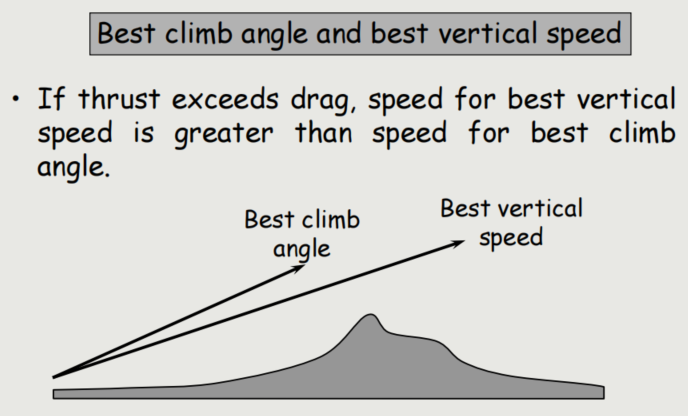 Best climb angle and best vertical speed
• If thrust exceeds drag, speed for best vertical
speed is greater than speed for best climb
angle.
Best climb
angle
Best vertical
speed